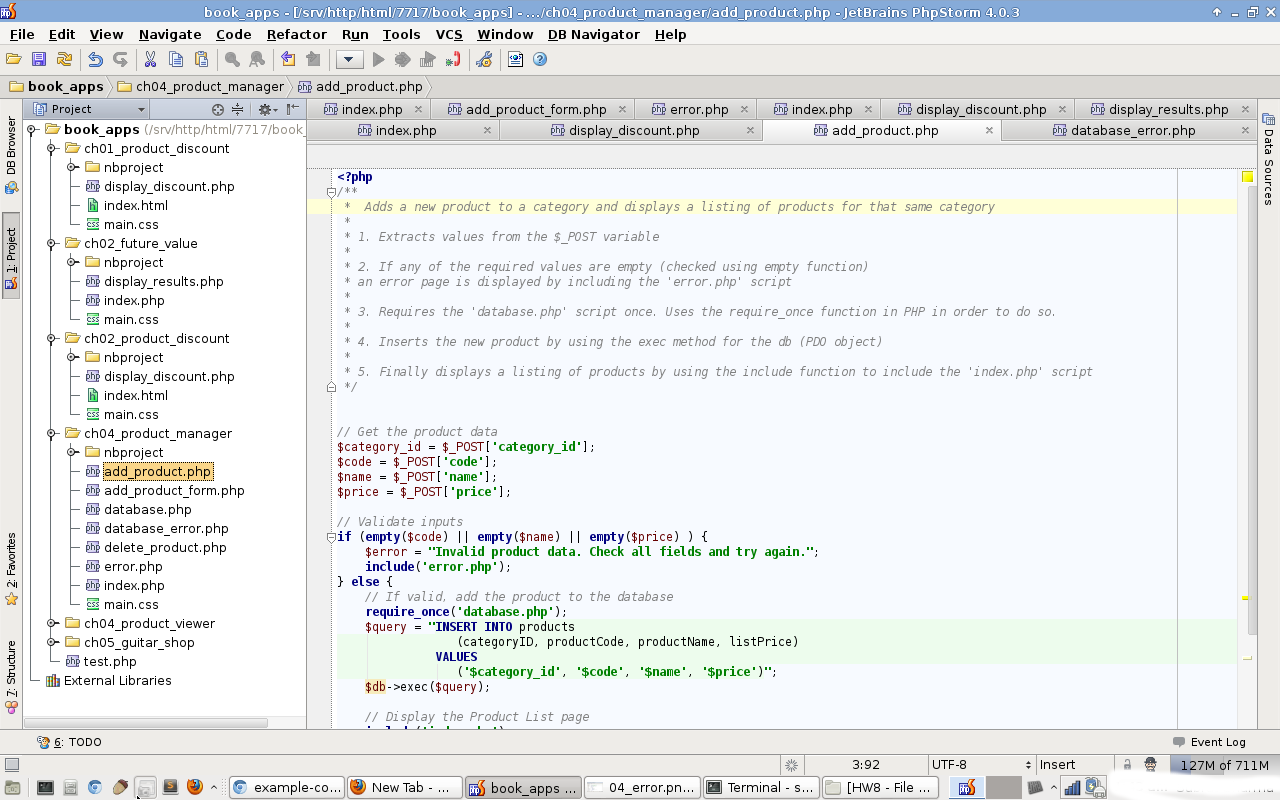 book_apps - [/srv/http/html/7717/book_apps] - .../ch04_product_manager/add_product.php - JetBrains PhpStorm 4.0.3
File Edit View Navigate Code Refactor Run Tools VCS Window DB Navigator Help
book_apps ch04_product_manager add_product.php
Project
index.php add_product_form.php error.php index.php display_discount.php display_results.php
index.php display_discount.php add_product.php database_error.php
DB Browser
1: Project
2: Favorites
7: Structure
Data Sources
book_apps (/srv/http/html/7717/book_
ch01_product_discount
nbproject
display_discount.php
index.html
main.css
ch02_future_value
nbproject
display_results.php
index.php
main.css
ch02_product_discount
nbproject
display_discount.php
index.html
main.css
ch04_product_manager
nbproject
add_product.php
add_product_form.php
database.php
database_error.php
delete_product.php
error.php
index.php
main.css
ch04_product_viewer
ch05_guitar_shop
test.php
External Libraries
<?php
/**
 *  Adds a new product to a category and displays a listing of products for that same category
 *
 * 1. Extracts values from the $_POST variable
 *
 * 2. If any of the required values are empty (checked using empty function)
an error page is displayed by including the 'error.php' script
 *
 * 3. Requires the 'database.php' script once. Uses the require_once function in PHP in order to do so.
 *
 * 4. Inserts the new product by using the exec method for the db (PDO object)
 *
 * 5. Finally displays a listing of products by using the include function to include the 'index.php' script
 */
// Get the product data
$category_id = $_POST['category_id'];
$code = $_POST['code'];
$name = $_POST['name'];
$price = $_POST['price'];
// Validate inputs
if (empty($code) || empty($name) || empty($price) ) {
    $error = "Invalid product data. Check all fields and try again.";
    include('error.php');
} else {
    // If valid, add the product to the database
    require_once('database.php');
    $query = "INSERT INTO products
                 (categoryID, productCode, productName, listPrice)
              VALUES
                 ('$category_id', '$code', '$name', '$price')";
    $db->exec($query);
    // Display the Product List page
6: TODO
Event Log
3:92 UTF-8 Insert 127M of 711M
example-co... New Tab - ... book_apps ... 04_error.pn... Terminal - s... [HW8 - File ...